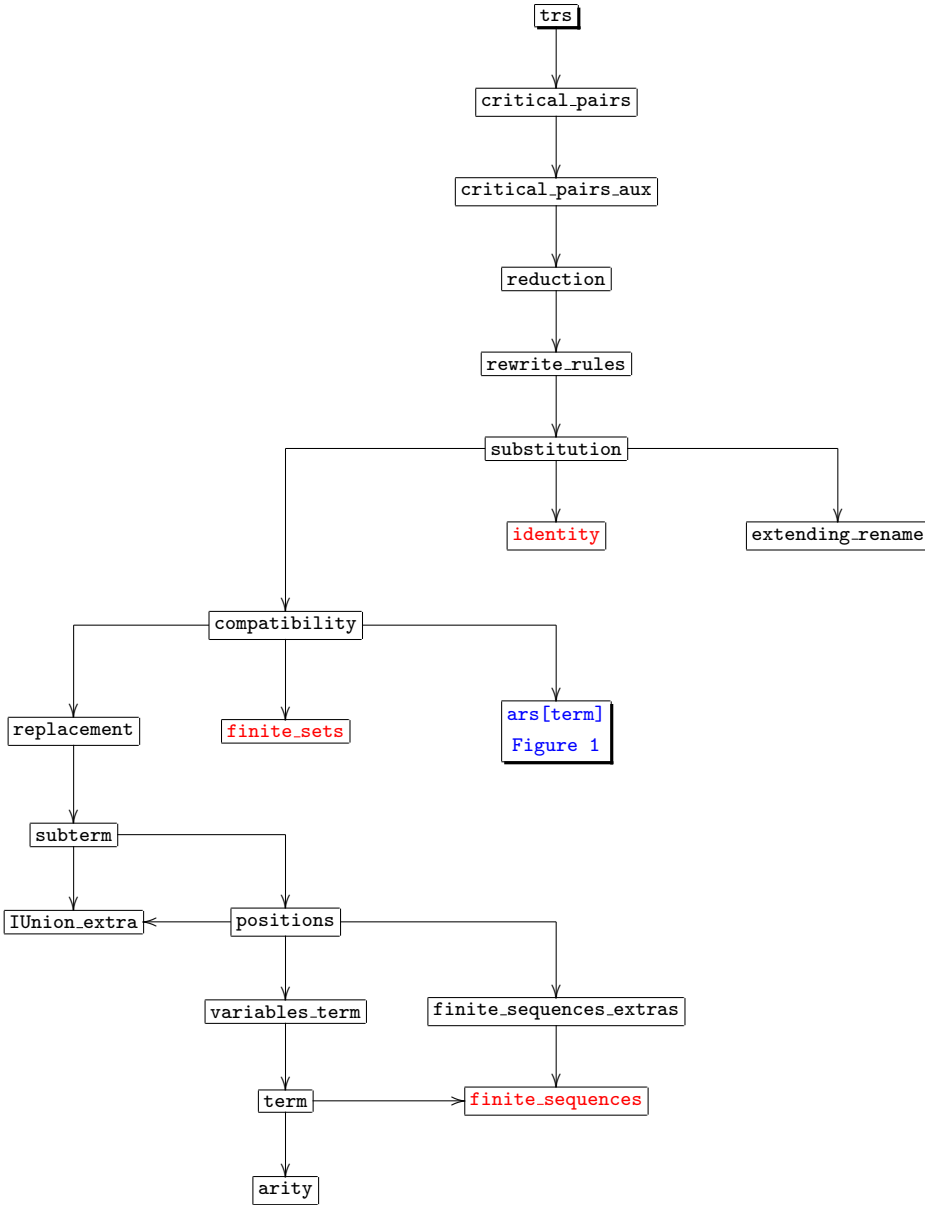 trs
critical_pairs
critical_pairs_aux
reduction
rewrite_rules
substitution
identity
extending_rename
compatibility
replacement
finite_sets
ars[term]
Figure 1
subterm
IUnion_extra
positions
variables_term
finite_sequences_extras
term
finite_sequences
arity